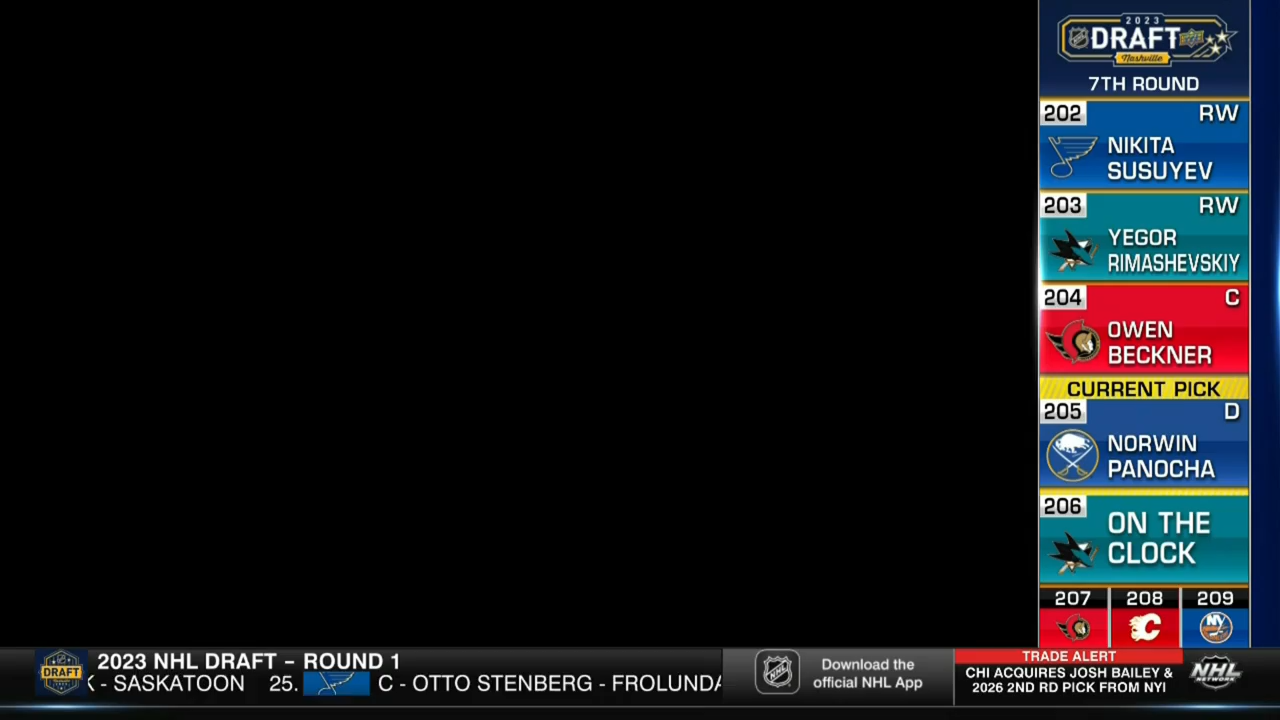 2023
DRAFT
Nashville
7TH ROUND
202 RW
NIKITA
SUSUYEV
203 RW
YEGOR
RIMASHEVSKIY
204 C
OWEN
BECKNER
CURRENT PICK
205 D
NORWIN
PANOCHA
206
ON THE
CLOCK
207 208 209
NY
DRAFT
2023 NHL DRAFT – ROUND 1
- SASKATOON 25. C - OTTO STENBERG - FROLUNDA
NHL
Download the
official NHL App
TRADE ALERT
CHI ACQUIRES JOSH BAILEY &
2026 2ND RD PICK FROM NYI
NHL
NETWORK